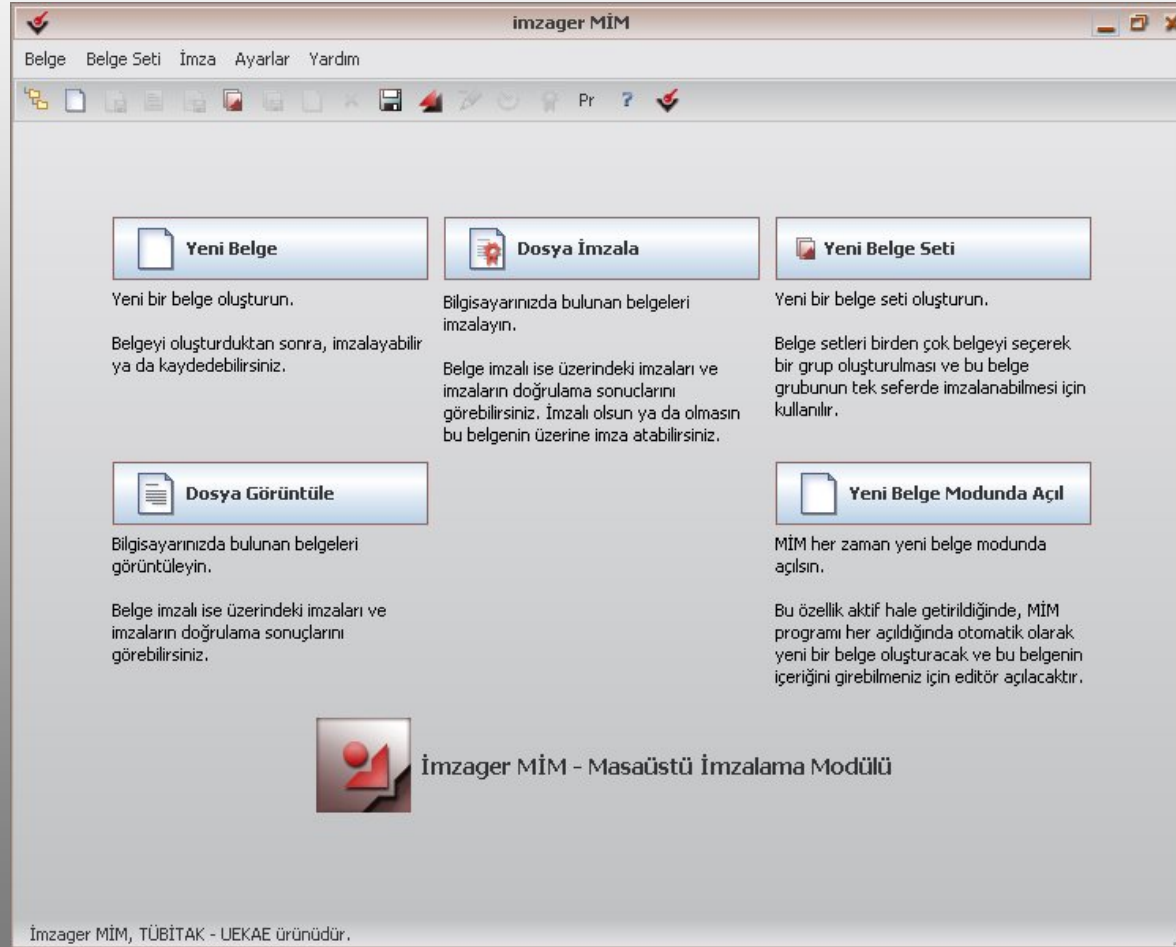 imzager MİM
Belge Belge Seti İmza Ayarlar Yardım
Pr ?
Yeni Belge
Yeni bir belge oluşturun.
Belgeyi oluşturduktan sonra, imzalayabilir
ya da kaydedebilirsiniz.
Dosya İmzala
Bilgisayarınızda bulunan belgeleri
imzalayın.
Belge imzalı ise üzerindeki imzaları ve
imzaların doğrulama sonuclarını
görebilirsiniz. İmzalı olsun ya da olmasın
bu belgenin üzerine imza atabilirsiniz.
Yeni Belge Seti
Yeni bir belge seti oluşturun.
Belge setleri birden çok belgeyi seçerek
bir grup oluşturulması ve bu belge
grubunun tek seferde imzalanabilmesi için
kullanılır.
Dosya Görüntüle
Bilgisayarınızda bulunan belgeleri
görüntüleyin.
Belge imzalı ise üzerindeki imzaları ve
imzaların doğrulama sonuçlarını
görebilirsiniz.
Yeni Belge Modunda Açıl
MİM her zaman yeni belge modunda
açılsın.
Bu özellik aktif hale getirildiğinde, MİM
programı her açıldığında otomatik olarak
yeni bir belge oluşturacak ve bu belgenin
içeriğini girebilmeniz için editör açılacaktır.
İmzager MİM - Masaüstü İmzalama Modülü
İmzager MİM, TÜBİTAK - UEKAE ürünüdür.